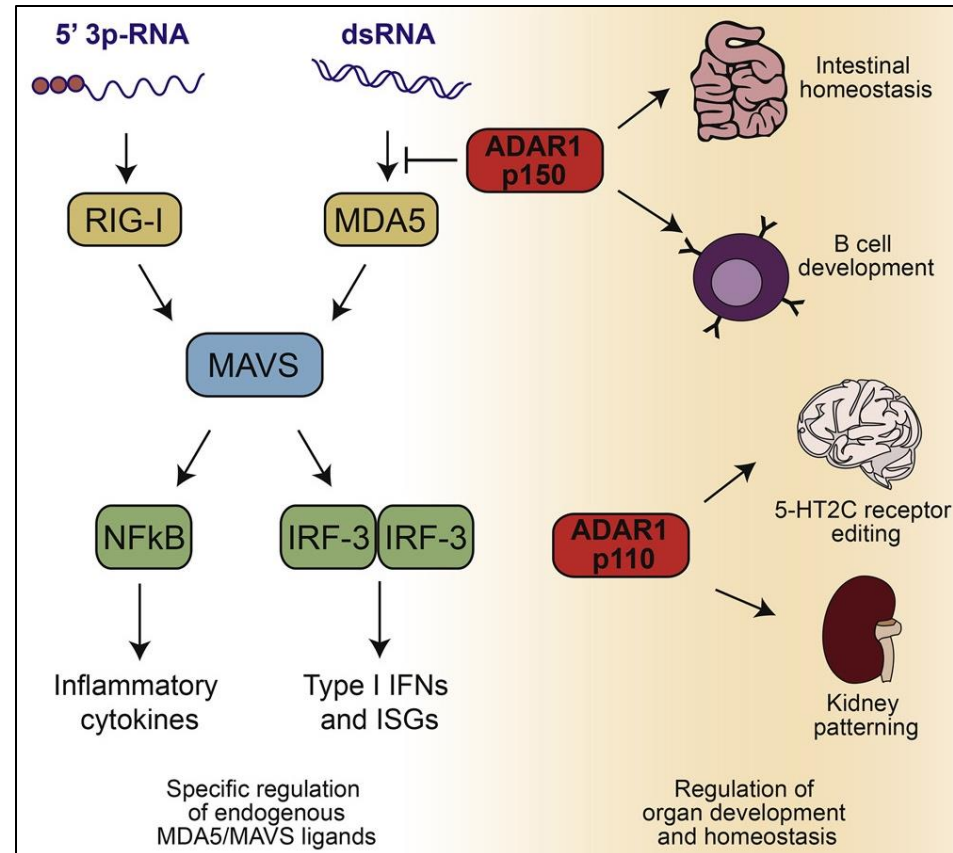 5' 3p-RNA
dsRNA
RIG-I
MDA5
MAVS
NFkB
IRF-3
IRF-3
Inflammatory
cytokines
Type I IFNs
and ISGs
Specific regulation
of endogenous
MDA5/MAVS ligands
ADAR1
p150
Intestinal
homeostasis
B cell
development
ADAR1
p110
5-HT2C receptor
editing
Kidney
patterning
Regulation of
organ development
and homeostasis